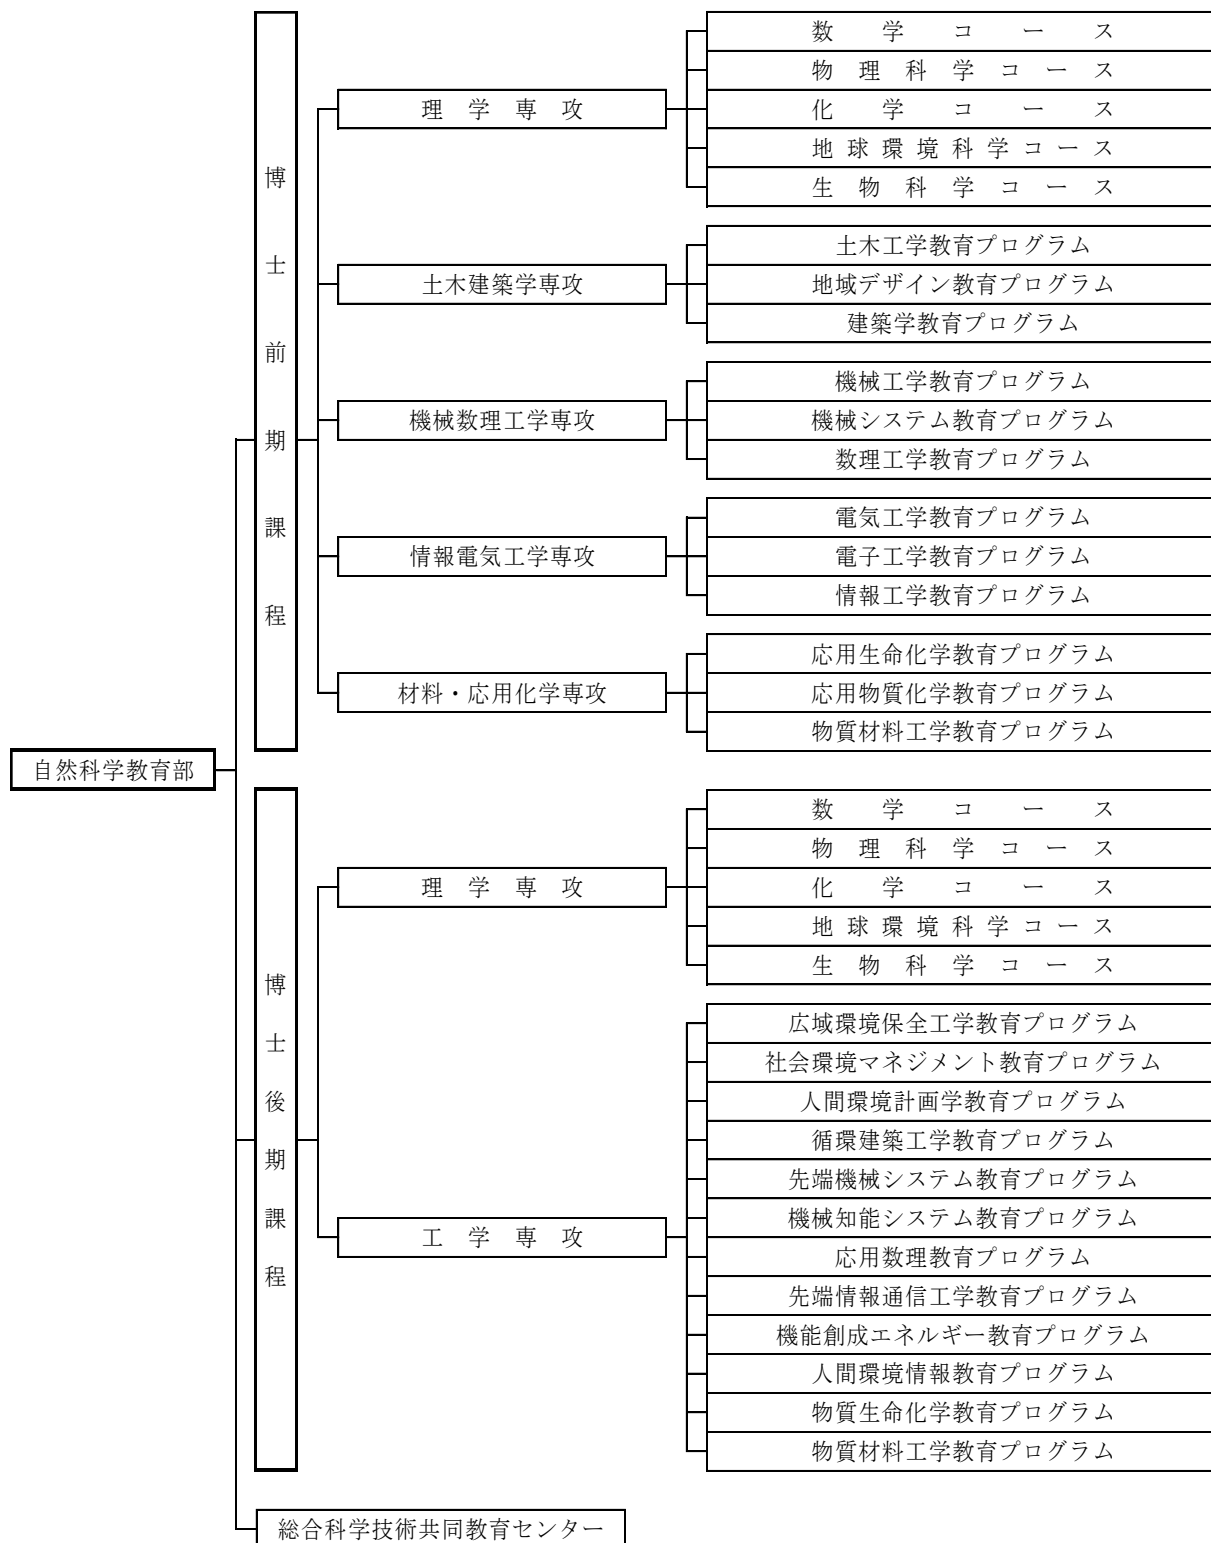 自然科学教育部
博士前期課程
理学専攻
数学コース
物理科学コース
化学コース
地球環境科学コース
生物科学コース
土木建築学専攻
土木工学教育プログラム
地域デザイン教育プログラム
建築学教育プログラム
機械数理工学専攻
機械工学教育プログラム
機械システム教育プログラム
数理工学教育プログラム
情報電気工学専攻
電気工学教育プログラム
電子工学教育プログラム
情報工学教育プログラム
材料・応用化学専攻
応用生命化学教育プログラム
応用物質化学教育プログラム
物質材料工学教育プログラム
博士後期課程
理学専攻
数学コース
物理科学コース
化学コース
地球環境科学コース
生物科学コース
工学専攻
広域環境保全工学教育プログラム
社会環境マネジメント教育プログラム
人間環境計画学教育プログラム
循環建築工学教育プログラム
先端機械システム教育プログラム
機械知能システム教育プログラム
応用数理教育プログラム
先端情報通信工学教育プログラム
機能創成エネルギー教育プログラム
人間環境情報教育プログラム
物質生命化学教育プログラム
物質材料工学教育プログラム
総合科学技術共同教育センター